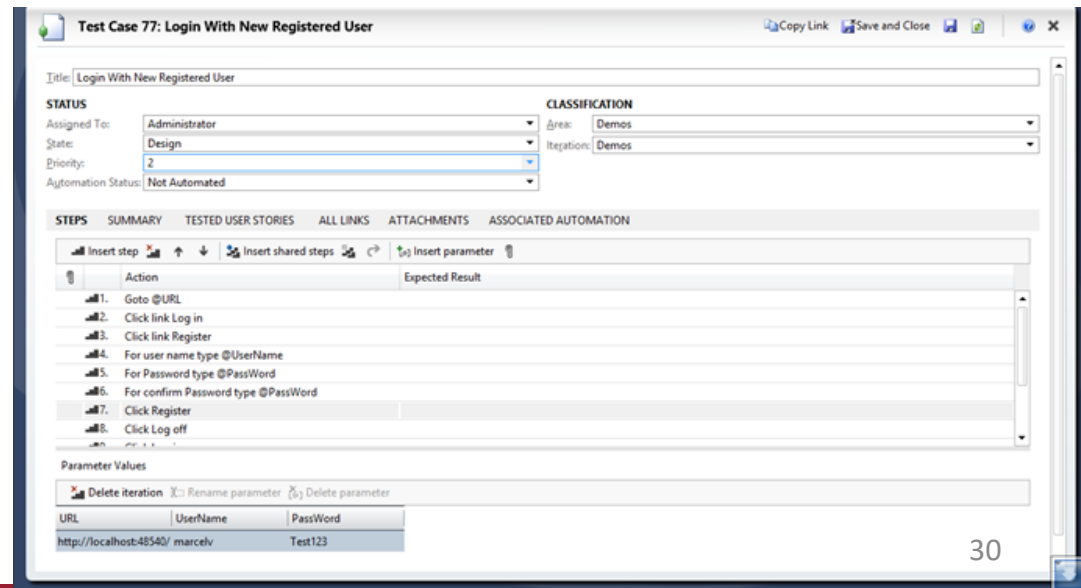 Test Case 77: Login With New Registered User
Copy Link Save and Close
Title: Login With New Registered User
STATUS CLASSIFICATION
Assigned To: Administrator Area: Demos
State: Design Iteration: Demos
Priority: 2
Automation Status: Not Automated
STEPS SUMMARY TESTED USER STORIES ALL LINKS ATTACHMENTS ASSOCIATED AUTOMATION
Insert step Insert shared steps Insert parameter
Action Expected Result
1. Goto @URL
2. Click link Log in
3. Click link Register
4. For user name type @UserName
5. For Password type @PassWord
6. For confirm Password type @PassWord
7. Click Register
8. Click Log off
Parameter Values
Delete iteration Rename parameter Delete parameter
URL UserName PassWord
http://localhost:48540/ marcelv Test123
30